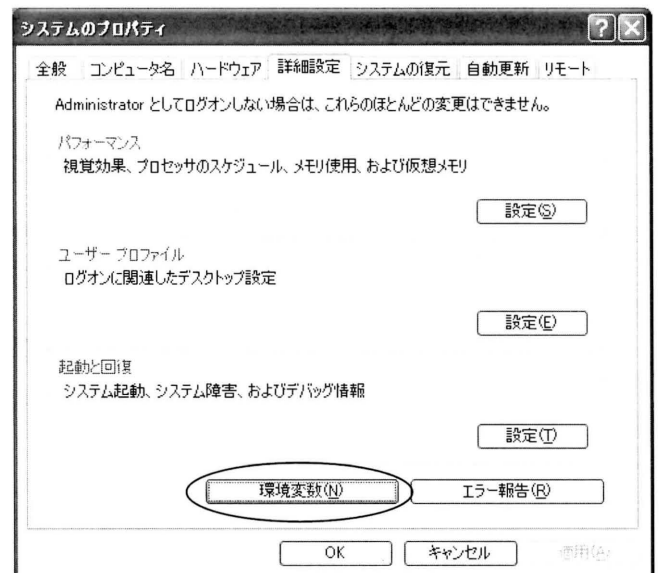 システムのプロパティ
全般 コンピュータ名 ハードウェア 詳細設定 システムの復元 自動更新 リモート
Administrator としてログオンしない場合は、これらのほとんどの変更はできません。
パフォーマンス
視覚効果、プロセッサのスケジュール、メモリ使用、および仮想メモリ
設定(S)
ユーザー プロファイル
ログオンに関連したデスクトップ設定
設定(E)
起動と回復
システム起動、システム障害、およびデバッグ情報
設定(T)
環境変数(N) エラー報告(R)
OK キャンセル 適用(A)